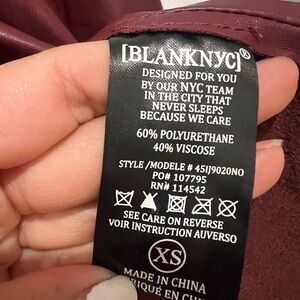 [BLANKNYC]®
DESIGNED FOR YOU
BY OUR NYC TEAM
IN THE CITY THAT
NEVER SLEEPS
BECAUSE WE CARE
60% POLYURETHANE
40% VISCOSE
STYLE/MODELE # 45IJ9020NO
PO# 107795
RN# 114542
SEE CARE ON REVERSE
VOIR INSTRUCTION AUVERSO
XS
MADE IN CHINA